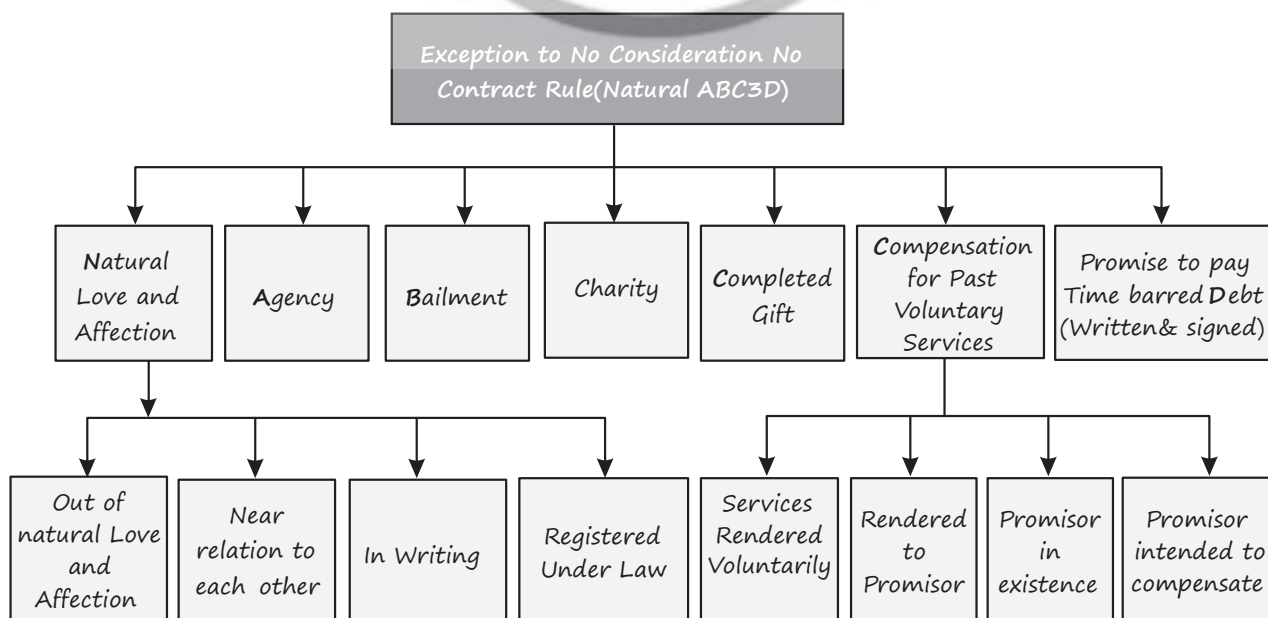 Exception to No Consideration No
Contract Rule(Natural ABC3D)
Natural
Love and
Affection
Agency
Bailment
Charity
Completed
Gift
Compensation
for Past
Voluntary
Services
Promise to pay
Time barred Debt
(Written& signed)
Out of
natural Love
and
Affection
Near
relation to
each other
In Writing
Registered
Under Law
Services
Rendered
Voluntarily
Rendered
to
Promisor
Promisor
in
existence
Promisor
intended to
compensate